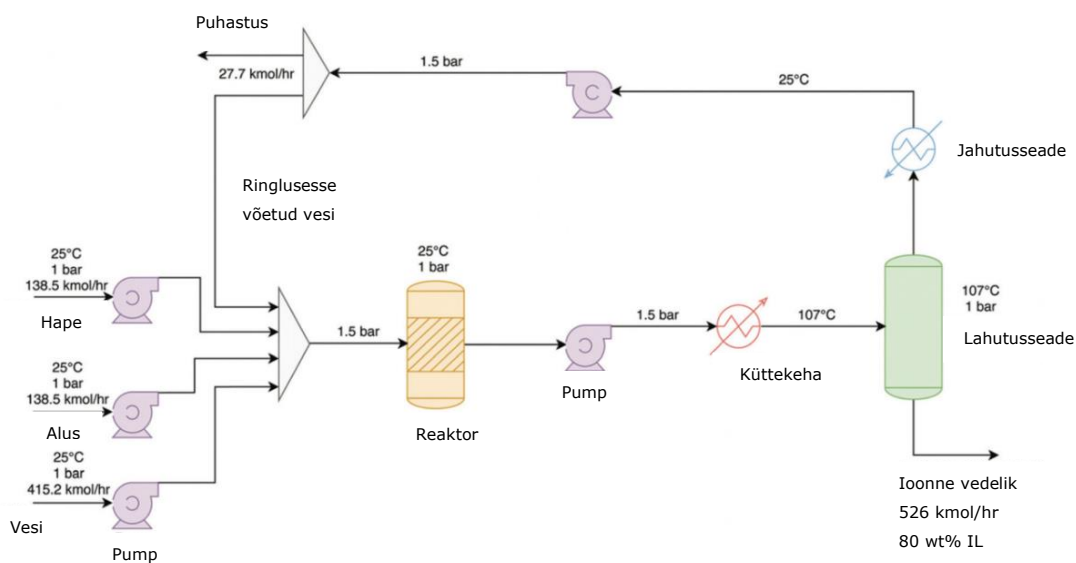 Puhastus
27.7 kmol/hr
1.5 bar
C
25°C
Jahutusseade
Ringlusesse
võetud vesi
25°C
1 bar
138.5 kmol/hr
C
Hape
25°C
1 bar
138.5 kmol/hr
C
Alus
25°C
1 bar
415.2 kmol/hr
C
Vesi
Pump
1.5 bar
25°C
1 bar
Reaktor
C
Pump
1.5 bar
Küttekeha
107°C
107°C
1 bar
Lahutusseade
Ioonne vedelik
526 kmol/hr
80 wt% IL